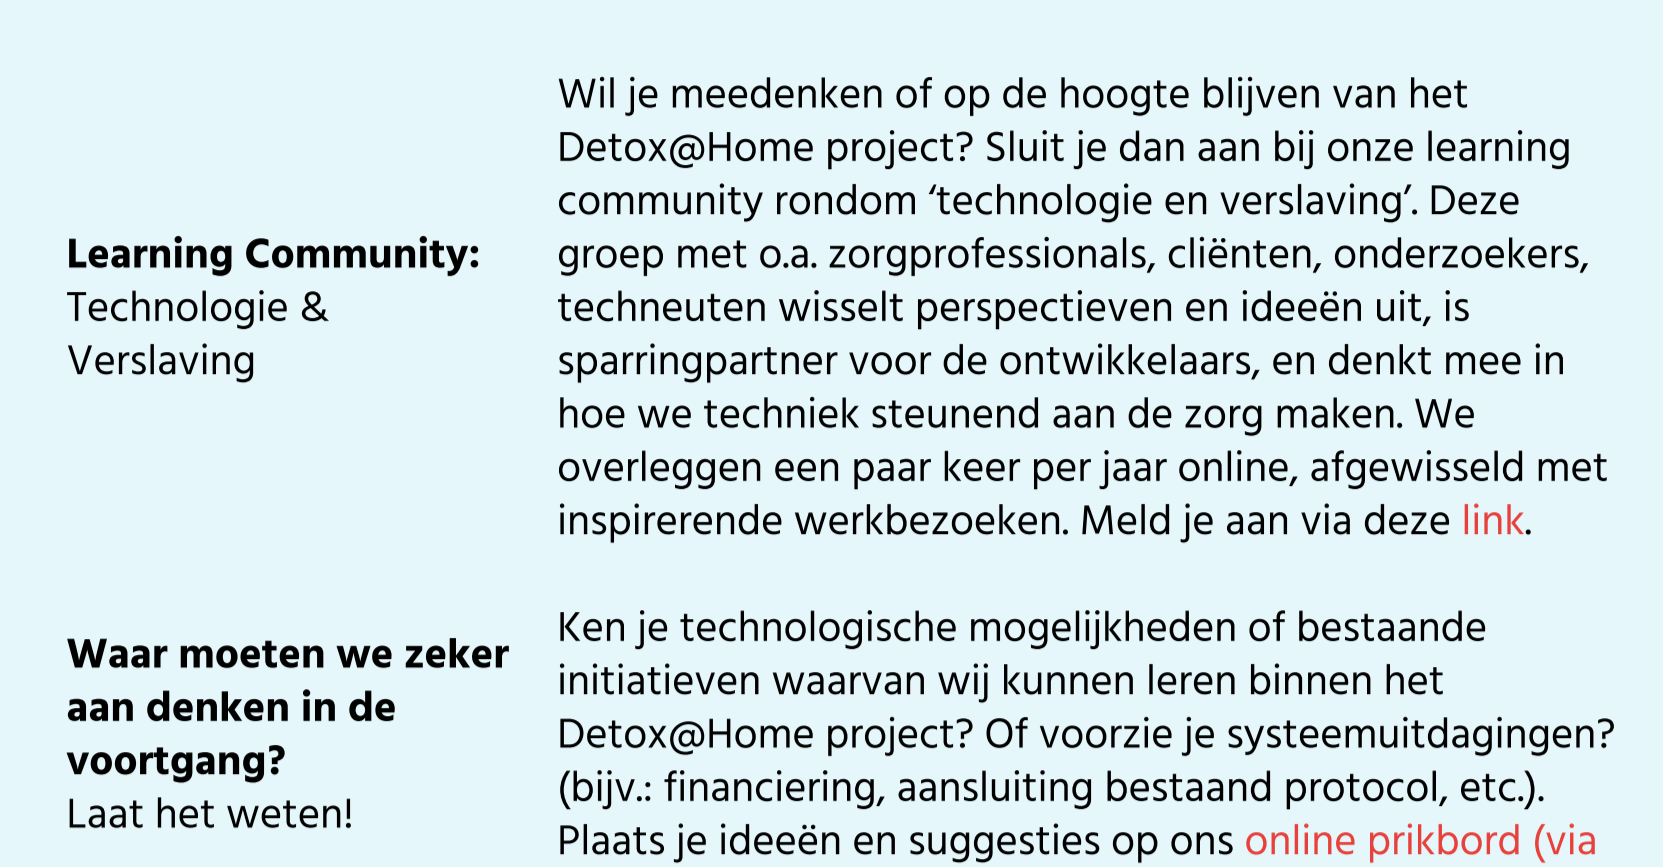 Learning Community:
Technologie &
Verslaving
Wil je meedenken of op de hoogte blijven van het
Detox@Home project? Sluit je dan aan bij onze learning
community rondom ‘technologie en verslaving’. Deze
groep met o.a. zorgprofessionals, cliënten, onderzoekers,
techneuten wisselt perspectieven en ideeën uit, is
sparringpartner voor de ontwikkelaars, en denkt mee in
hoe we techniek steunend aan de zorg maken. We
overleggen een paar keer per jaar online, afgewisseld met
inspirerende werkbezoeken. Meld je aan via deze link.
Waar moeten we zeker
aan denken in de
voortgang?
Laat het weten!
Ken je technologische mogelijkheden of bestaande
initiatieven waarvan wij kunnen leren binnen het
Detox@Home project? Of voorzie je systeemuitdagingen?
(bijv.: financiering, aansluiting bestaand protocol, etc.).
Plaats je ideeën en suggesties op ons online prikbord (via